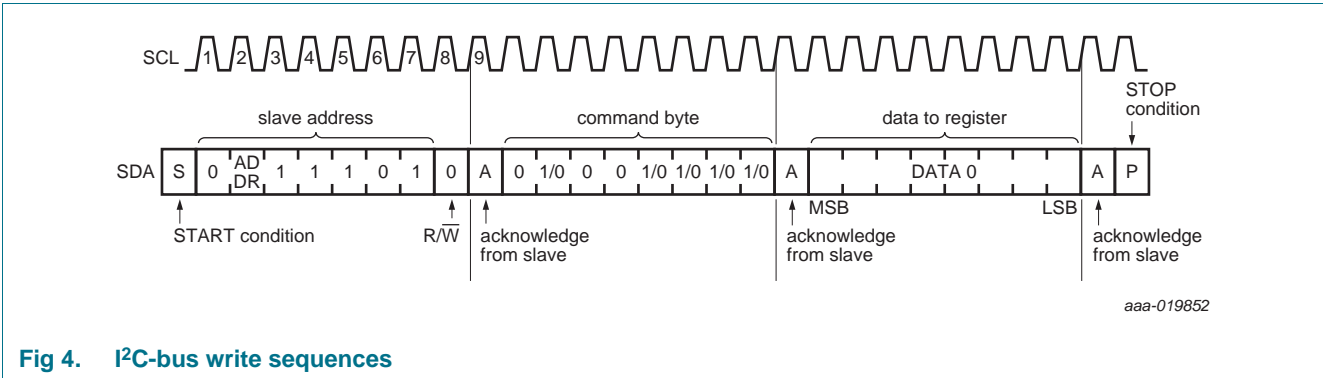 SCL 1 2 3 4 5 6 7 8 9
STOP
condition
slave address command byte data to register
SDA S 0 AD DR 1 1 1 0 1 0 A 0 1/0 0 0 1/0 1/0 1/0 1/0 A DATA 0 A P
MSB LSB
START condition R/W̅ acknowledge acknowledge acknowledge
from slave from slave from slave
aaa-019852
Fig 4. I²C-bus write sequences